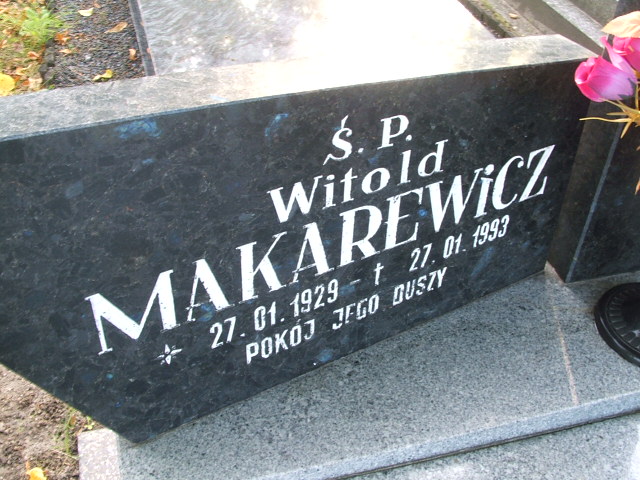 Ś. P.
Witold
MAKAREWiCZ
* 27. 01. 1929 - † 27. 01. 1993
POKÓJ JEGO DUSZY